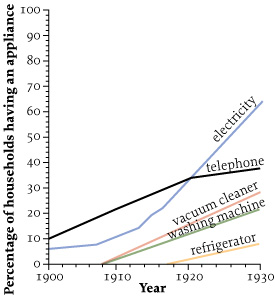 Percentage of households having an appliance
100
90
80
70
60
50
40
30
20
10
0
electricity
telephone
vacuum cleaner
washing machine
refrigerator
1900
1910
1920
1930
Year